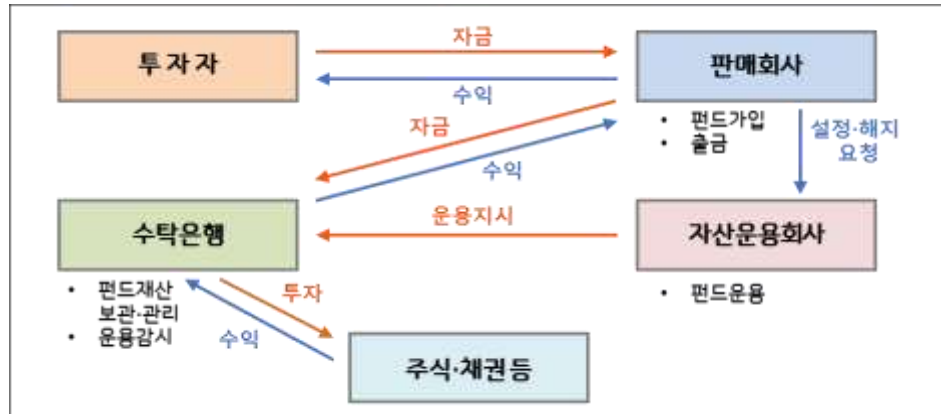 자금
투 자 자
판매회사
수익
자금
• 펀드가입
• 출금
설정·해지
요청
수익
운용지시
수탁은행
자산운용회사
• 펀드재산
보관·관리
• 운용감시
투자
• 펀드운용
수익
주식·채권 등